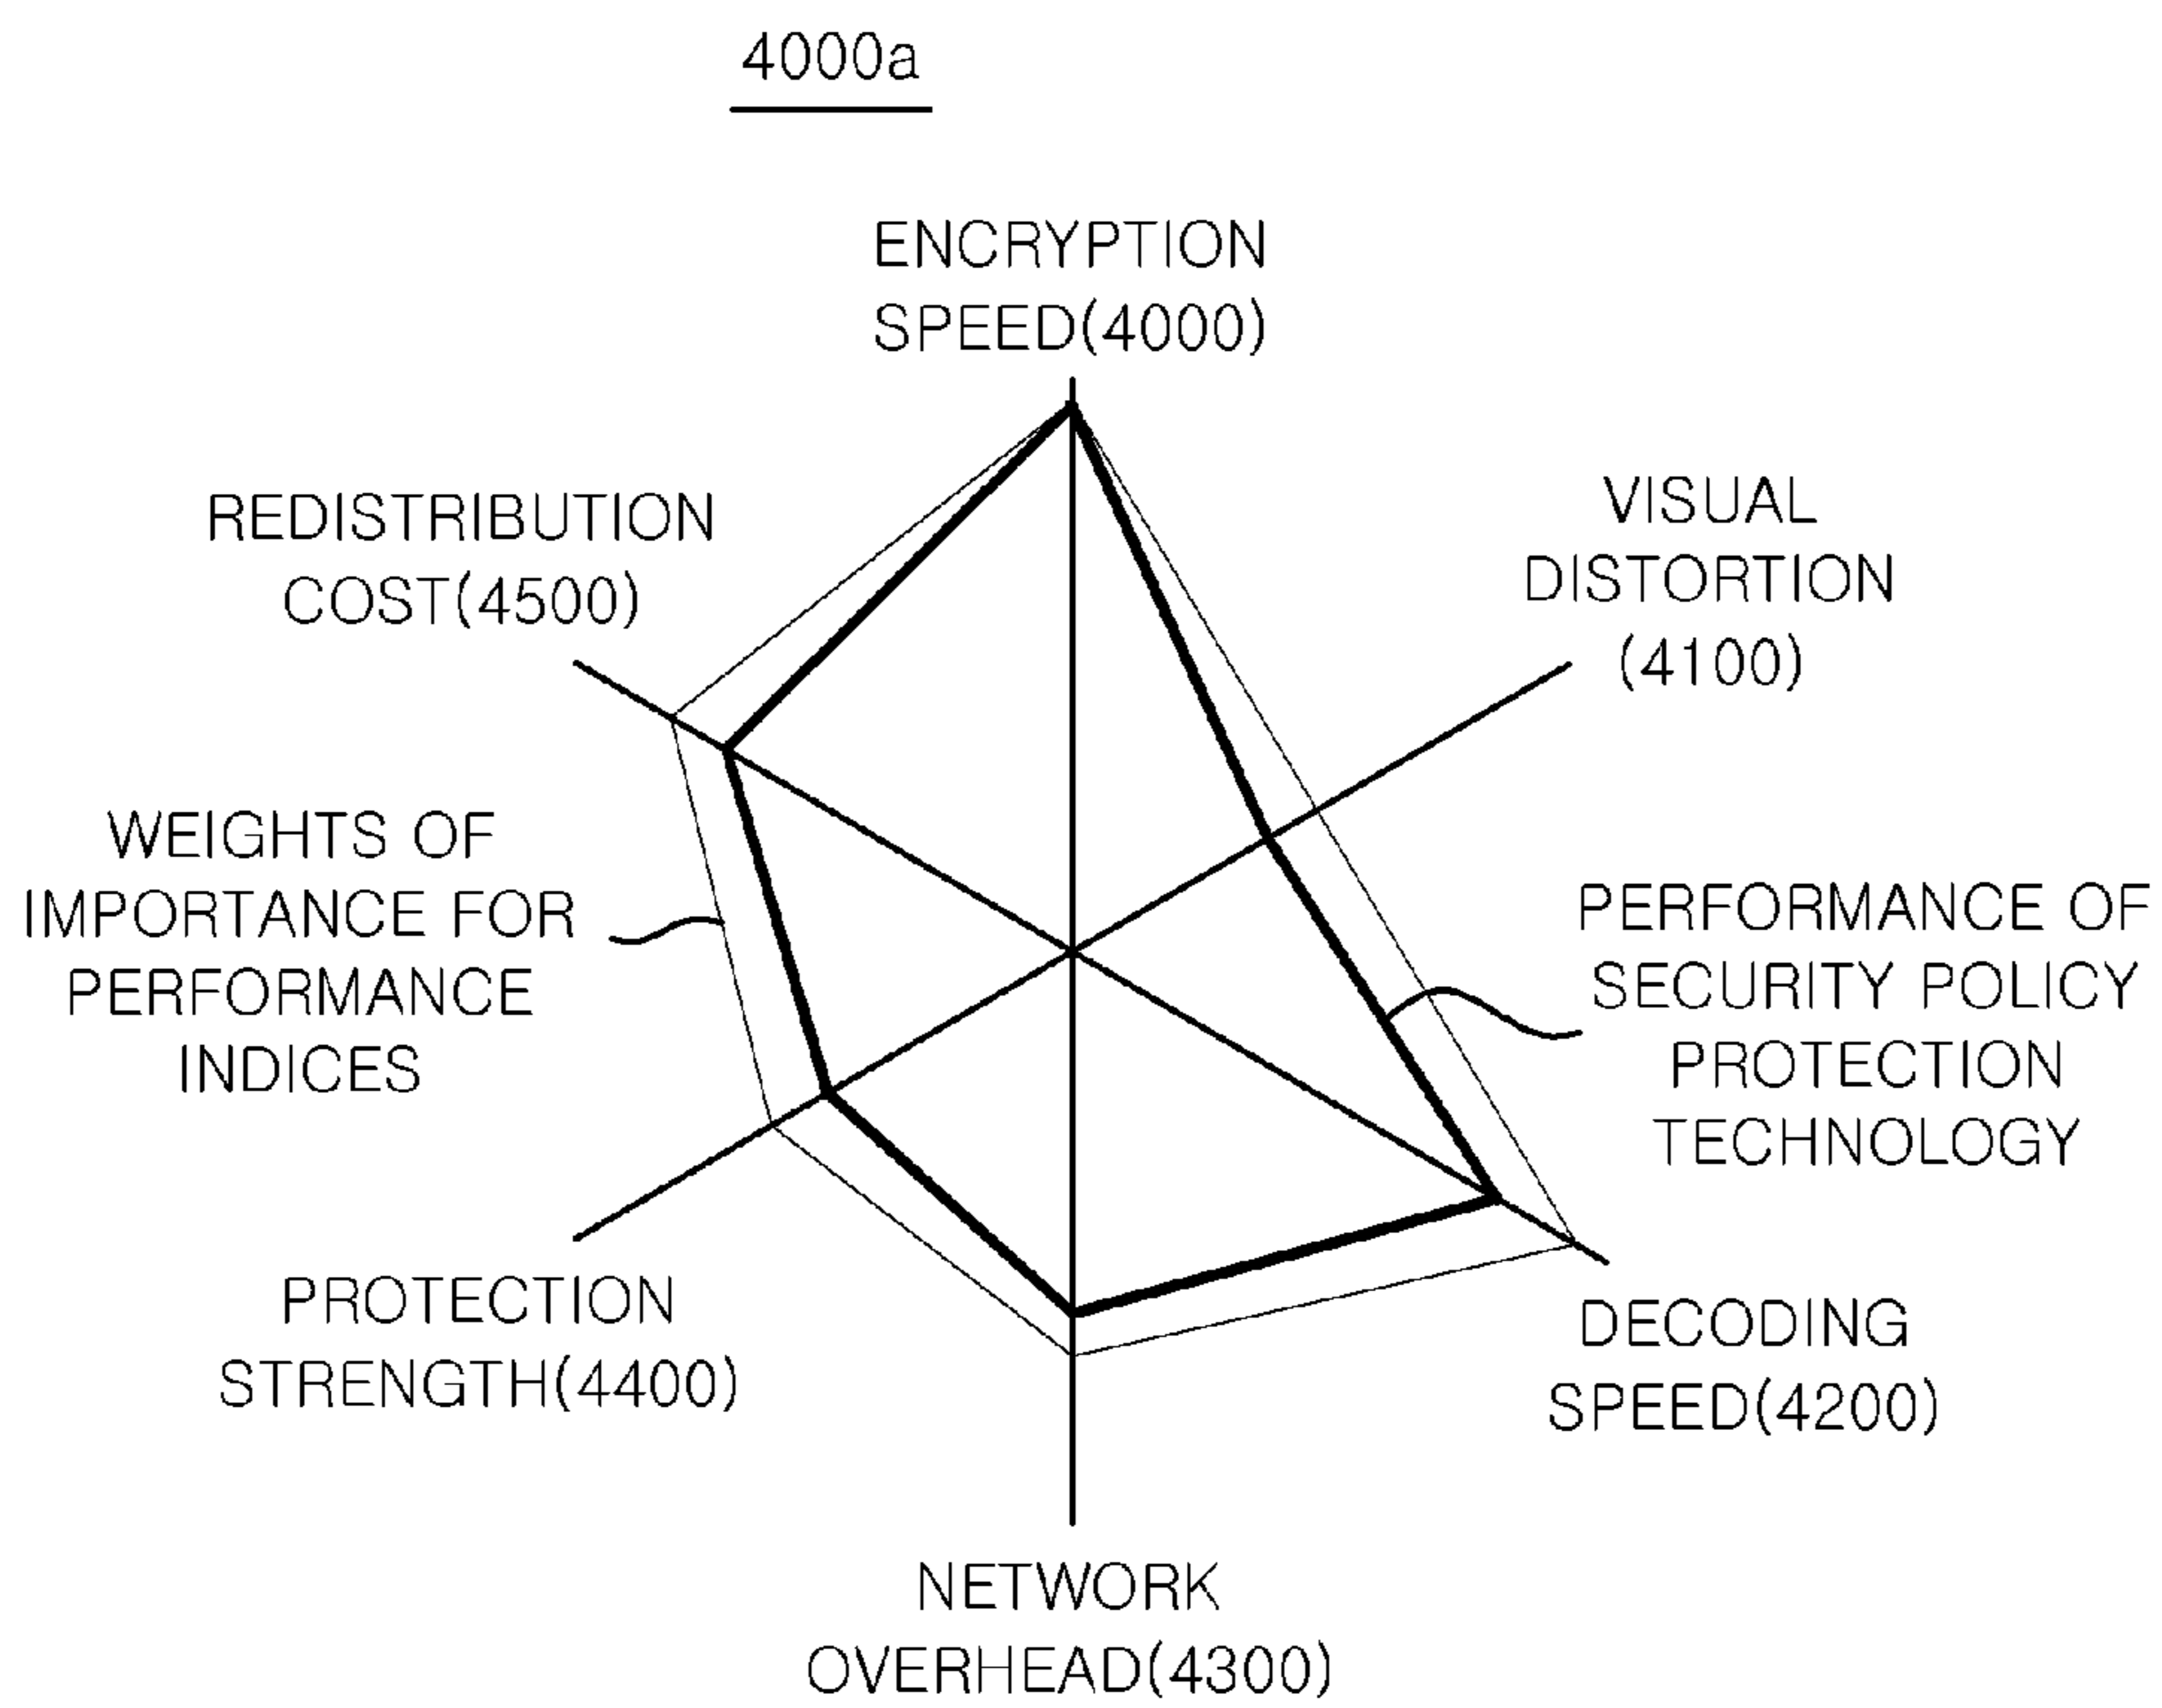 4000a
ENCRYPTION
SPEED(4000)
VISUAL
DISTORTION
(4100)
REDISTRIBUTION
COST(4500)
WEIGHTS OF
IMPORTANCE FOR
PERFORMANCE
INDICES
PERFORMANCE OF
SECURITY POLICY
PROTECTION
TECHNOLOGY
PROTECTION
STRENGTH(4400)
DECODING
SPEED(4200)
NETWORK
OVERHEAD(4300)